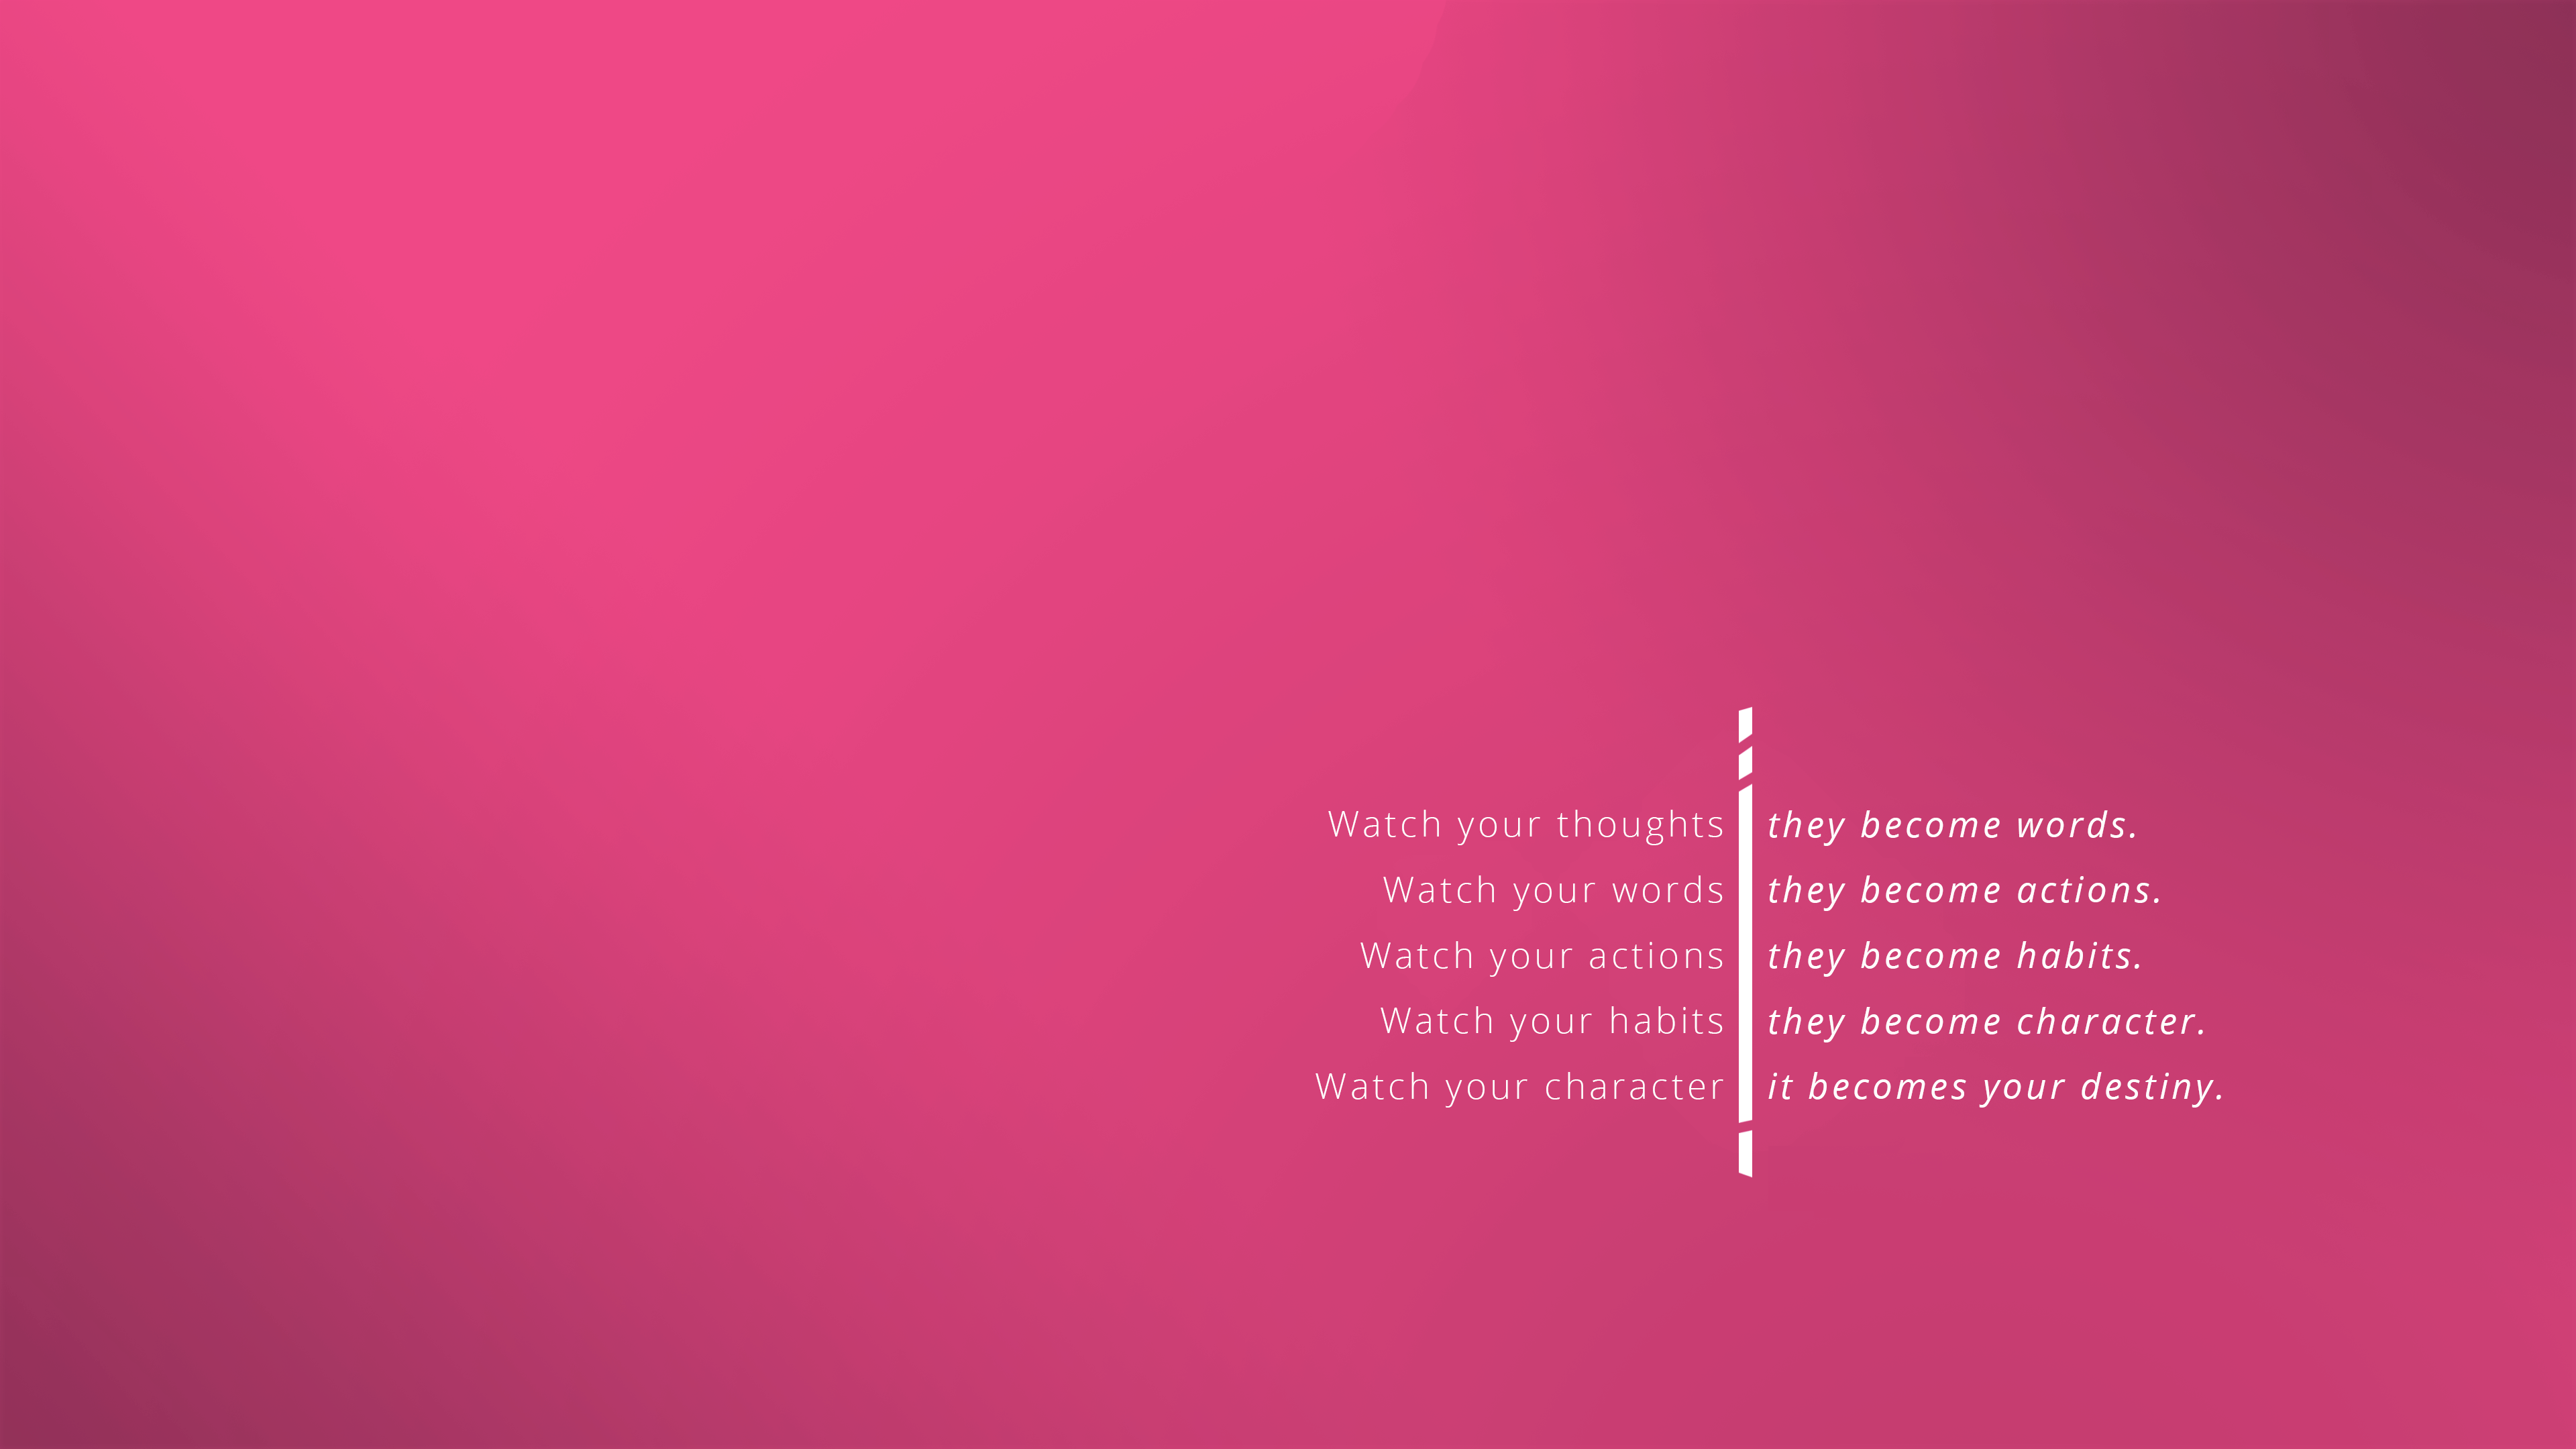 Watch your thoughts they become words.
Watch your words they become actions.
Watch your actions they become habits.
Watch your habits they become character.
Watch your character it becomes your destiny.